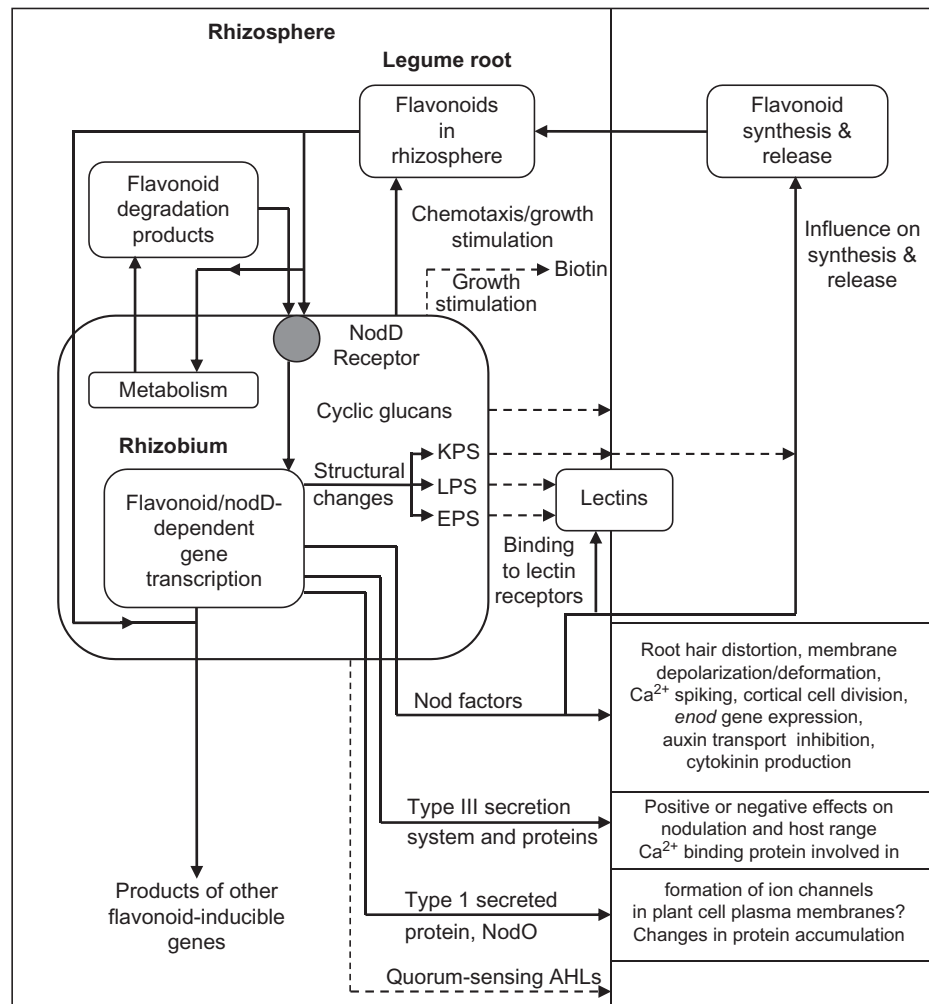 Rhizosphere
Legume root
Flavonoids
in
rhizosphere
Flavonoid
synthesis &
release
Flavonoid
degradation
products
Chemotaxis/growth
stimulation
Influence on
synthesis &
release
Biotin
Growth
stimulation
NodD
Receptor
Metabolism
Cyclic glucans
Rhizobium
KPS
Structural
changes
LPS
EPS
Lectins
Flavonoid/nodD-
dependent
gene
transcription
Binding
to lectin
receptors
Nod factors
Root hair distortion, membrane
depolarization/deformation,
Ca2+ spiking, cortical cell division,
enod gene expression,
auxin transport inhibition,
cytokinin production
Type III secretion
system and proteins
Positive or negative effects on
nodulation and host range
Ca2+ binding protein involved in
Products of other
flavonoid-inducible
genes
Type 1 secreted
protein, NodO
formation of ion channels
in plant cell plasma membranes?
Changes in protein accumulation
Quorum-sensing AHLs